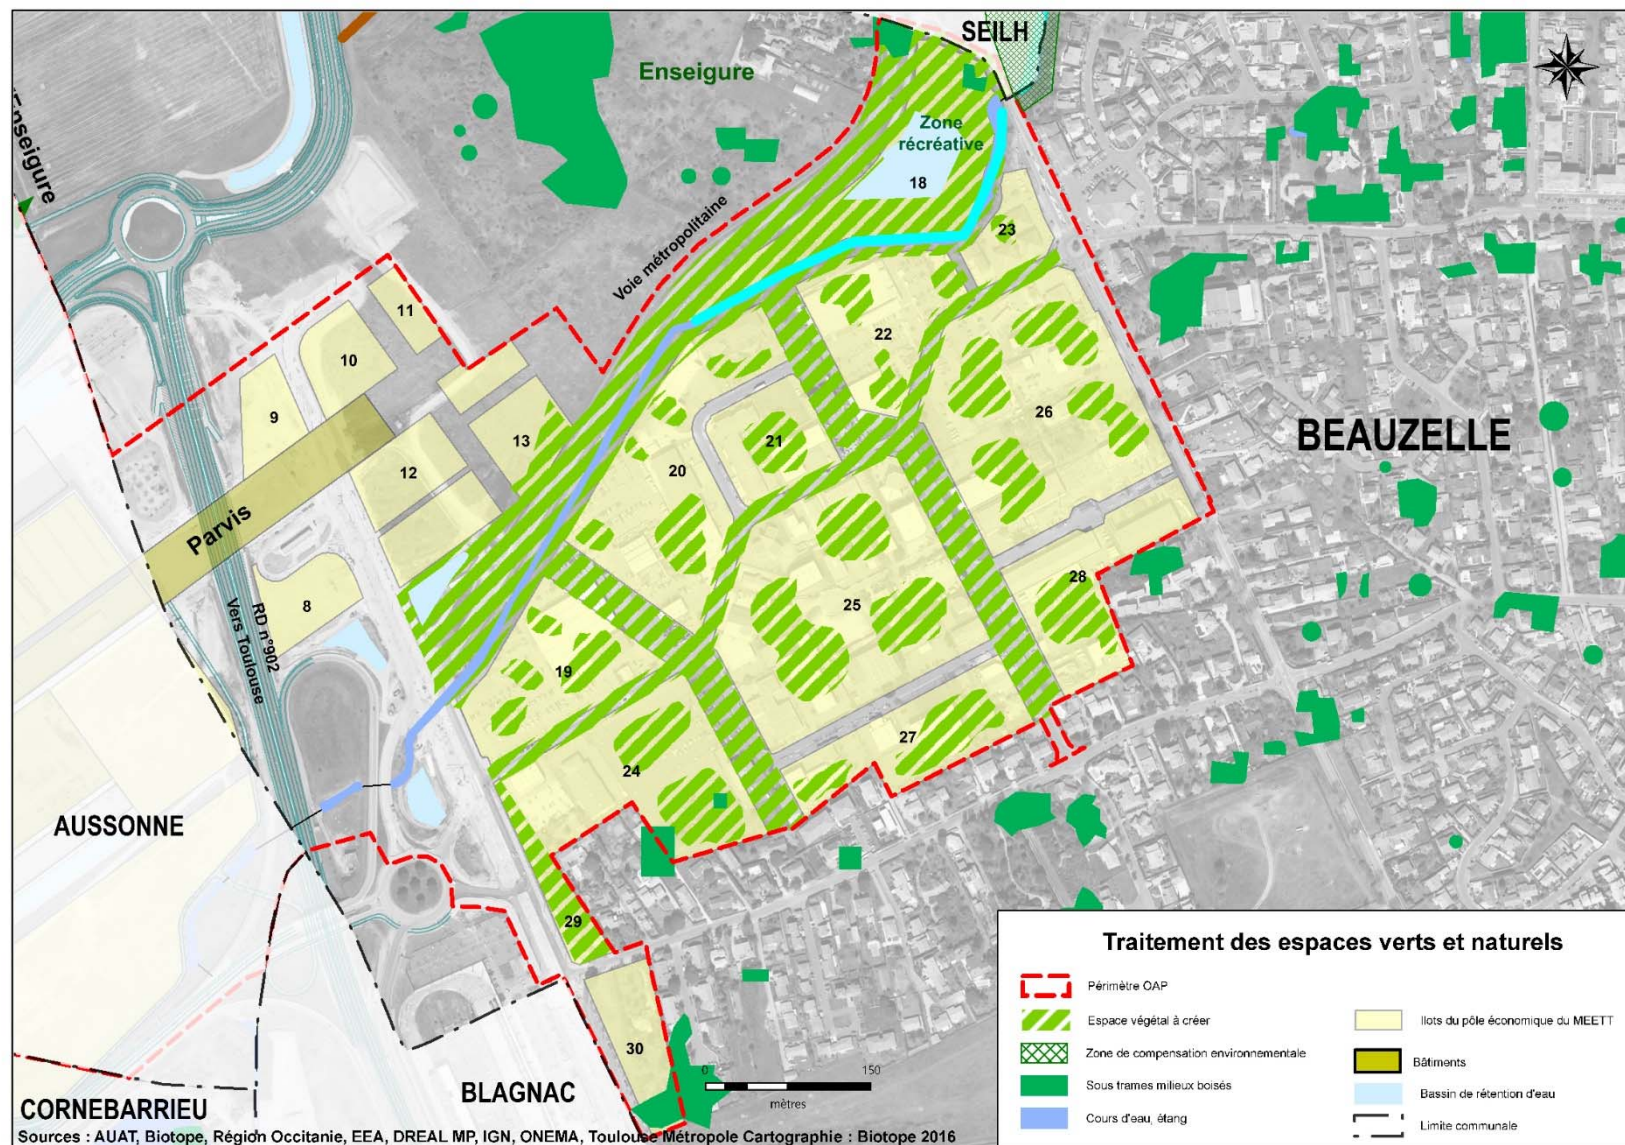 SEILH
Enseigure
l'Enseigure
Zone
récréative
18
23
Voie métropolitaine
11
10
22
9
26
BEAUZELLE
13
21
12
20
Parvis
8
28
25
RD n°902
Vers Toulouse
19
27
24
AUSSONNE
29
30
0 150
mètres
BLAGNAC
CORNEBARRIEU
Sources : AUAT, Biotope, Région Occitanie, EEA, DREAL MP, IGN, ONEMA, Toulouse Métropole Cartographie : Biotope 2016
Traitement des espaces verts et naturels
Périmètre OAP
Espace végétal à créer
Zone de compensation environnementale
Sous trames milieux boisés
Cours d'eau, étang
Ilots du pôle économique du MEETT
Bâtiments
Bassin de rétention d'eau
Limite communale